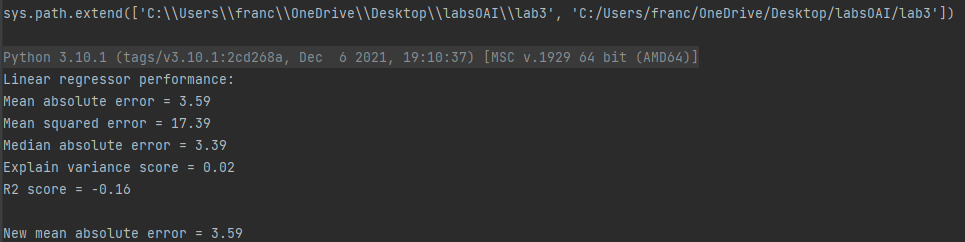 sys.path.extend(['C:\\Users\\franc\\OneDrive\\Desktop\\labsOAI\\lab3', 'C:/Users/franc/OneDrive/Desktop/labsOAI/lab3'])
Python 3.10.1 (tags/v3.10.1:2cd268a, Dec  6 2021, 19:10:37) [MSC v.1929 64 bit (AMD64)]
Linear regressor performance:
Mean absolute error = 3.59
Mean squared error = 17.39
Median absolute error = 3.39
Explain variance score = 0.02
R2 score = -0.16
New mean absolute error = 3.59